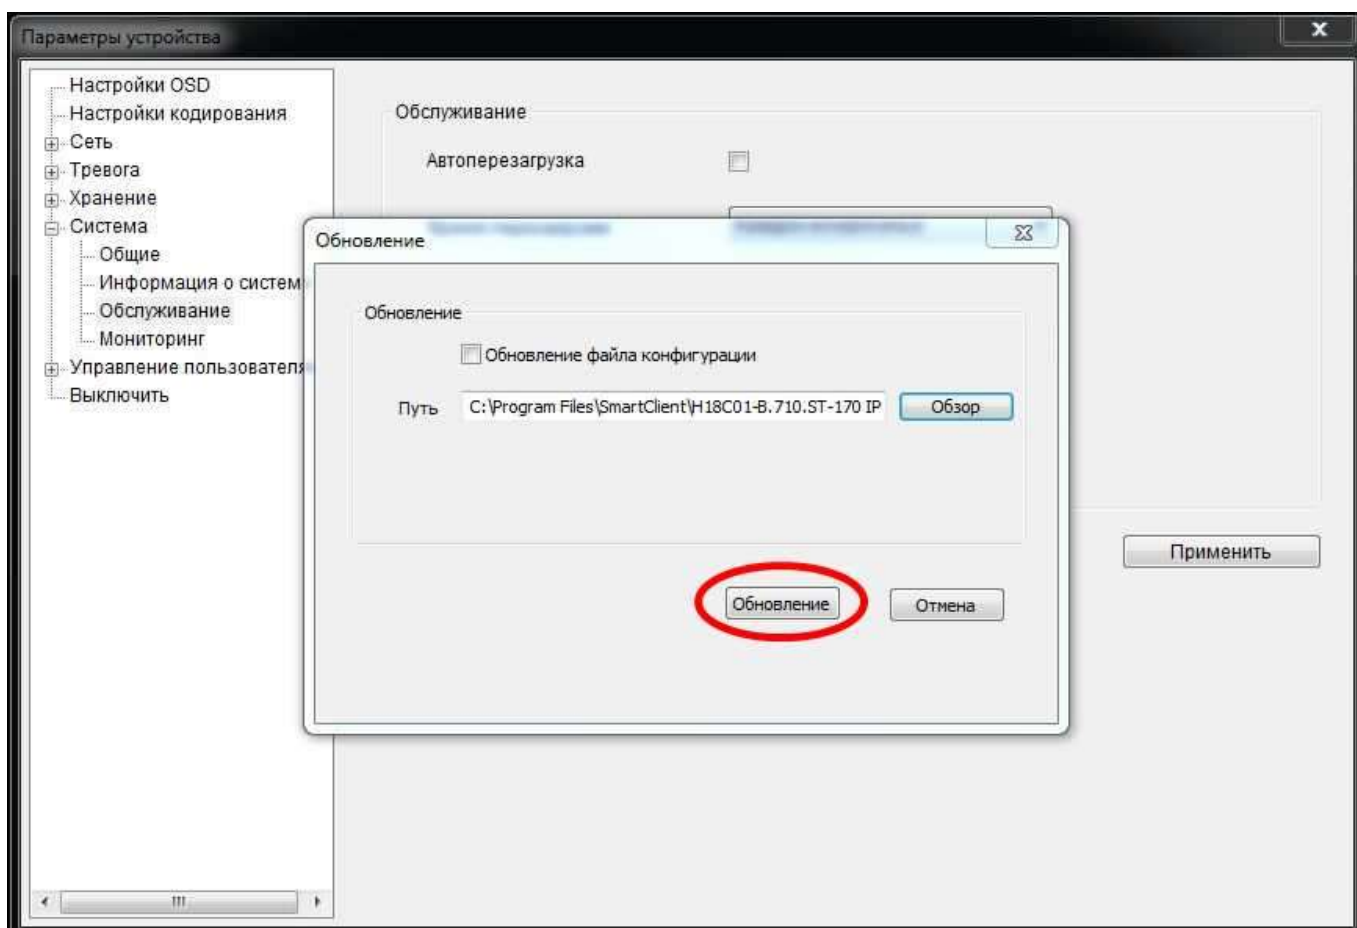 Параметры устройства
Настройки OSD
Настройки кодирования
Сеть
Тревога
Хранение
Система
Общие
Информация о систем
Обслуживание
Мониторинг
Управление пользователя
Выключить
Обслуживание
Автоперезагрузка
Обновление
Обновление
Обновление файла конфигурации
Путь C:\Program Files\SmartClient\H18C01-B.710.ST-170 IP Обзор
Обновление Отмена
Применить